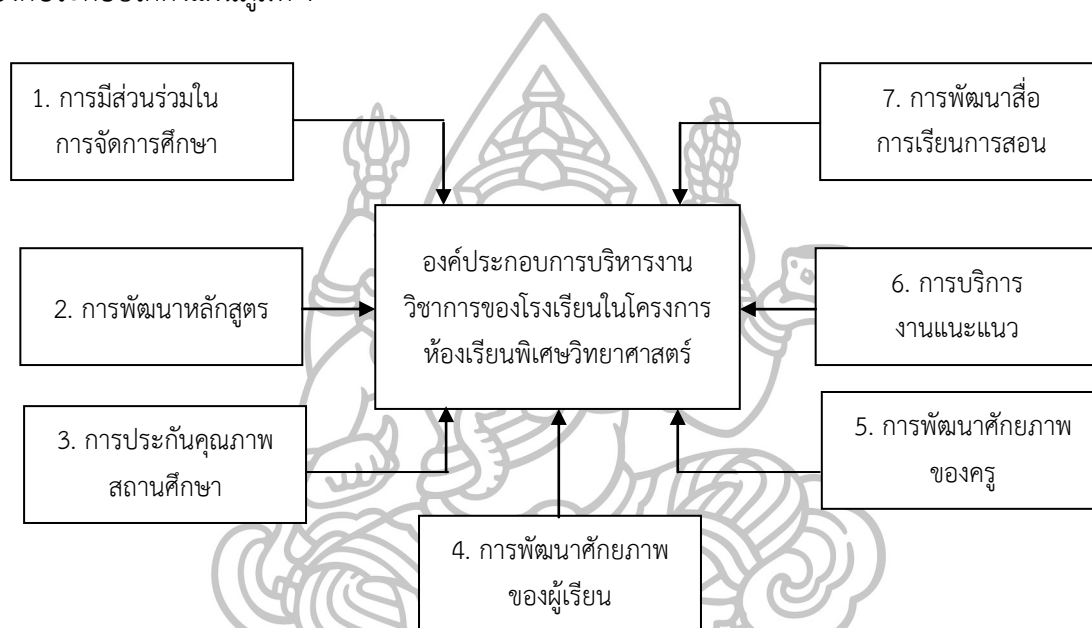 1. การมีส่วนร่วมใน
การจัดการศึกษา
7. การพัฒนาสื่อ
การเรียนการสอน
องค์ประกอบการบริหารงาน
วิชาการของโรงเรียนในโครงการ
ห้องเรียนพิเศษวิทยาศาสตร์
2. การพัฒนาหลักสูตร
6. การบริการ
งานแนะแนว
3. การประกันคุณภาพ
สถานศึกษา
5. การพัฒนาศักยภาพ
ของครู
4. การพัฒนาศักยภาพ
ของผู้เรียน